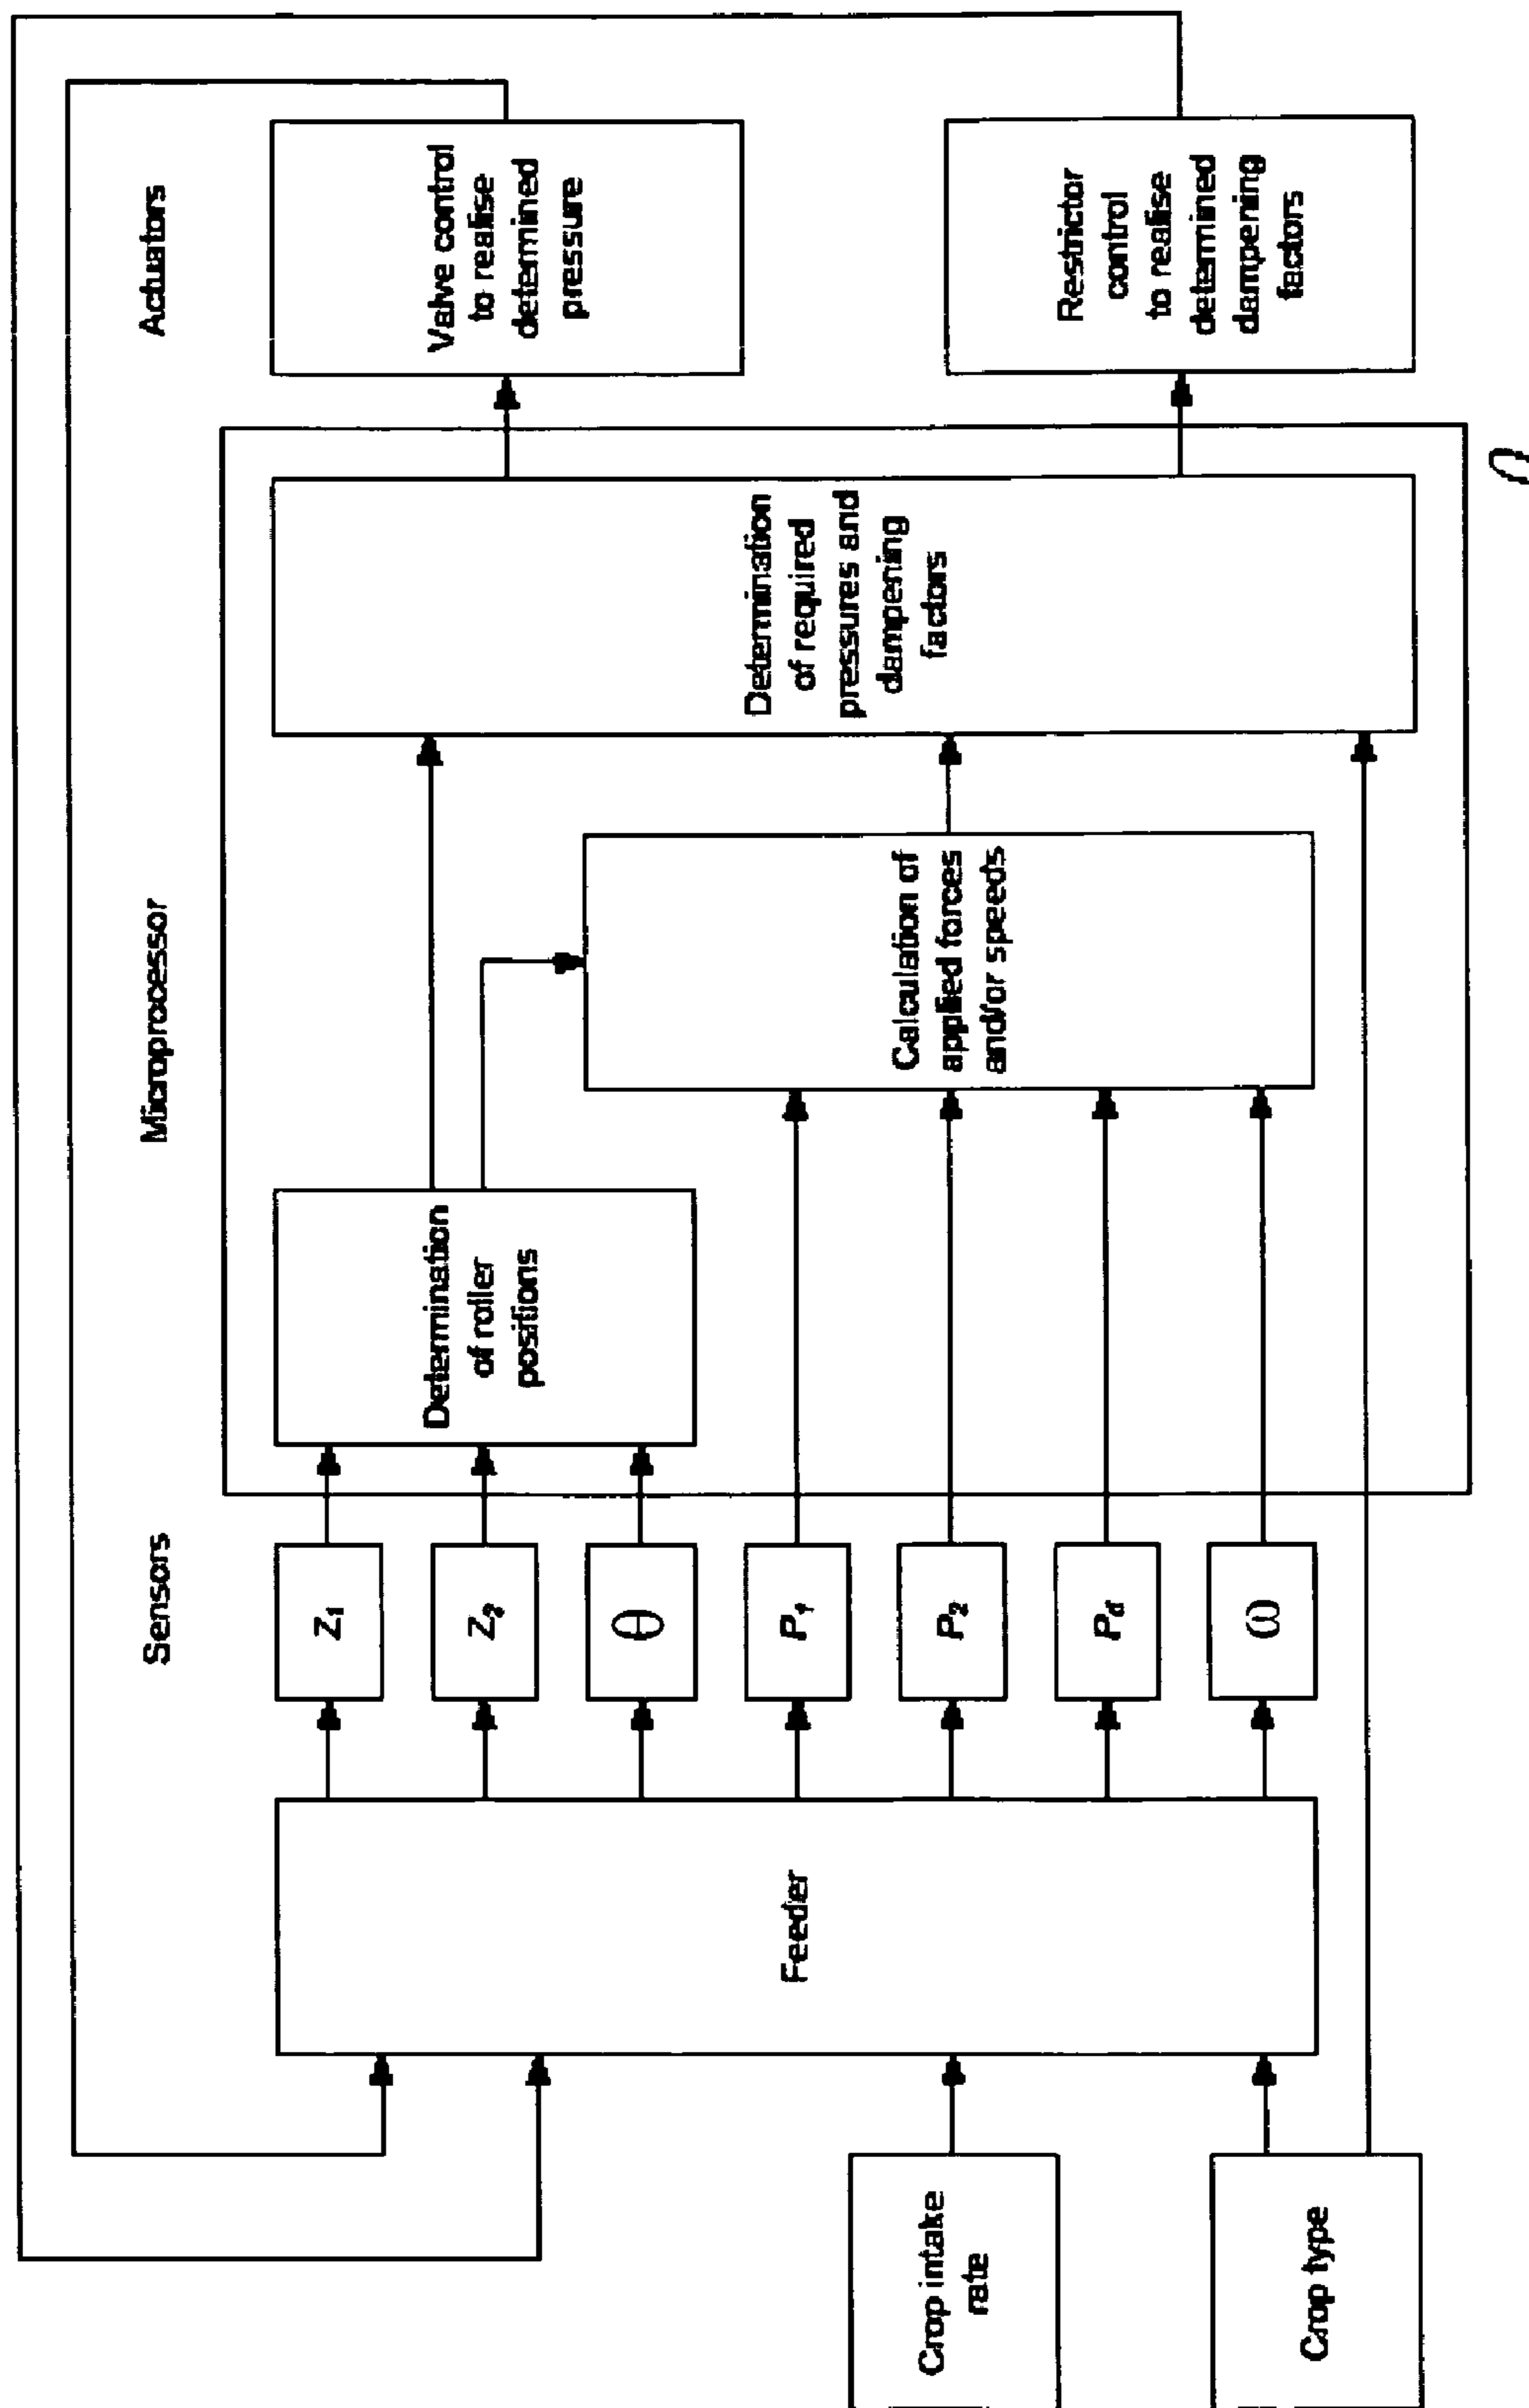 Sensors
Microprocessor
Actuators
Crop intake
rate
Crop type
Feeder
Z1
Z2
θ
P1
P2
Pd
ω
Determination
of roller
positions
Calculation of
applied forces
and/or speeds
Determination
of required
pressures and
dampening
factors
Valve control
to realise
determined
pressure
Restrictor
control
to realise
determined
dampening
factors